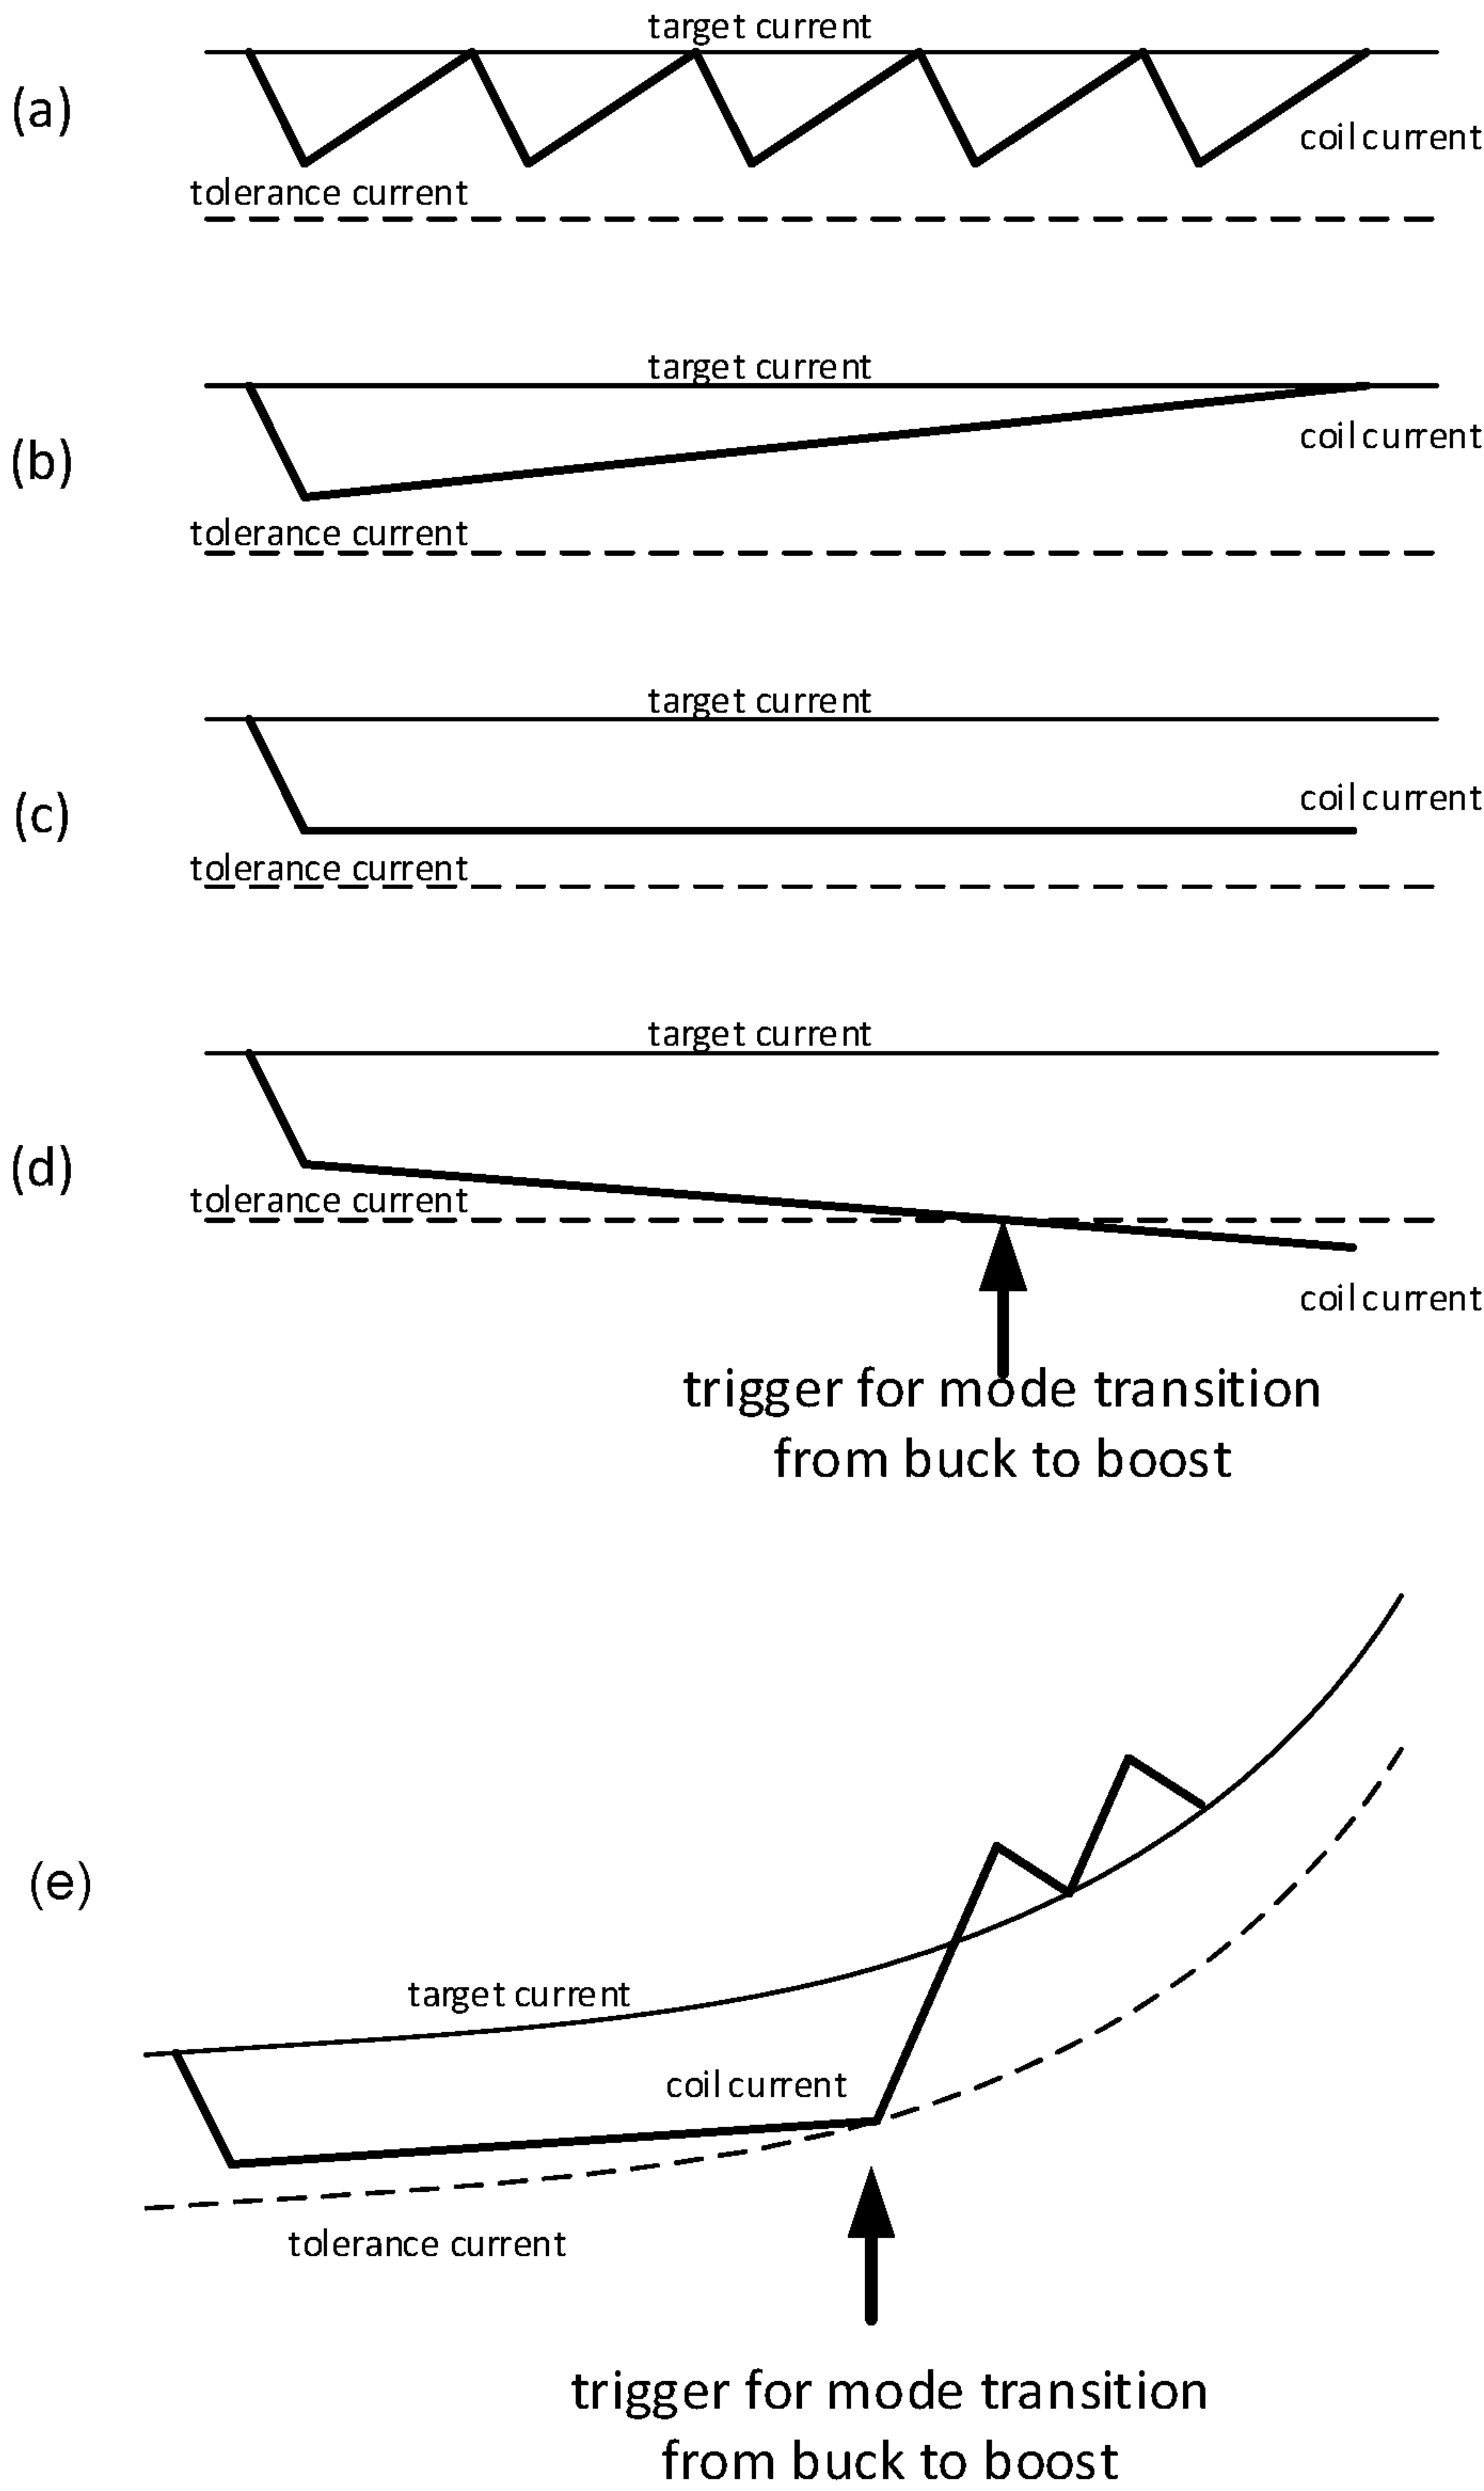 target current
(a)
coil current
tolerance current
target current
(b)
coil current
tolerance current
target current
(c)
coil current
tolerance current
target current
(d)
tolerance current
coil current
trigger for mode transition
from buck to boost
(e)
target current
coil current
tolerance current
trigger for mode transition
from buck to boost